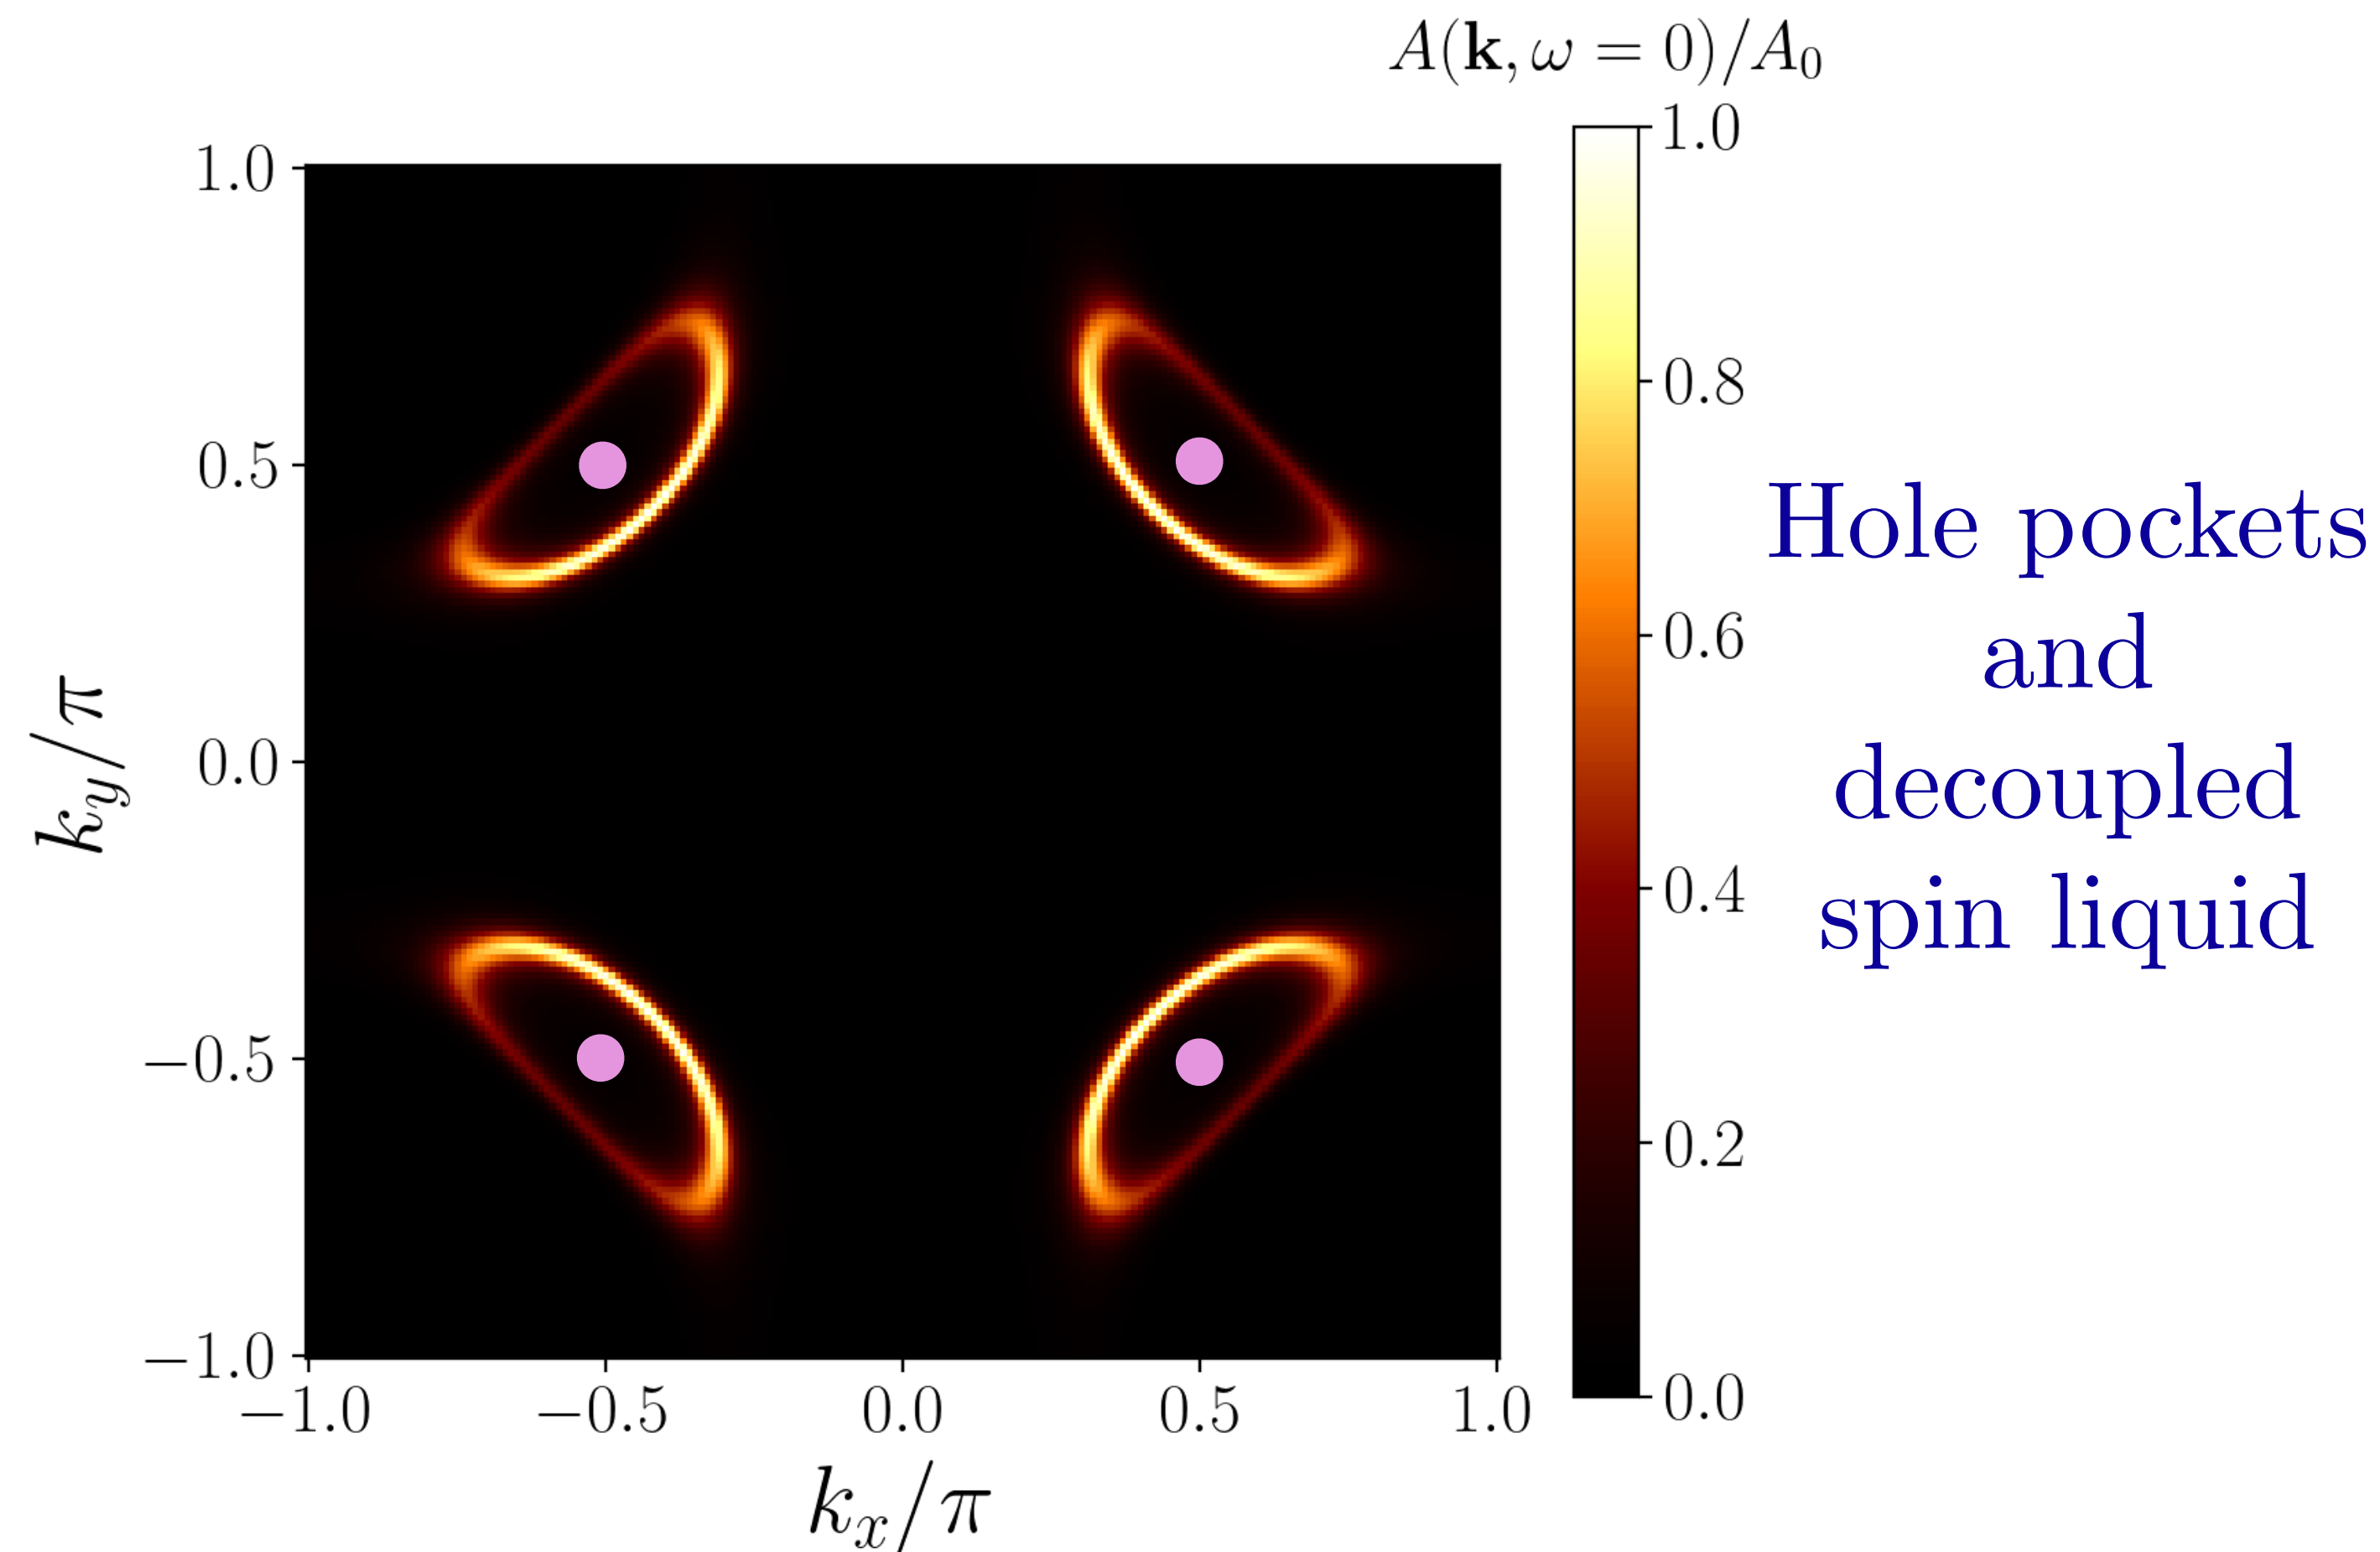 A(k, ω = 0)/A₀
1.0
0.5
0.0
−0.5
−1.0
k_y/π
−1.0 −0.5 0.0 0.5 1.0
k_x/π
1.0
0.8
0.6
0.4
0.2
0.0
Hole pockets
and
decoupled
spin liquid